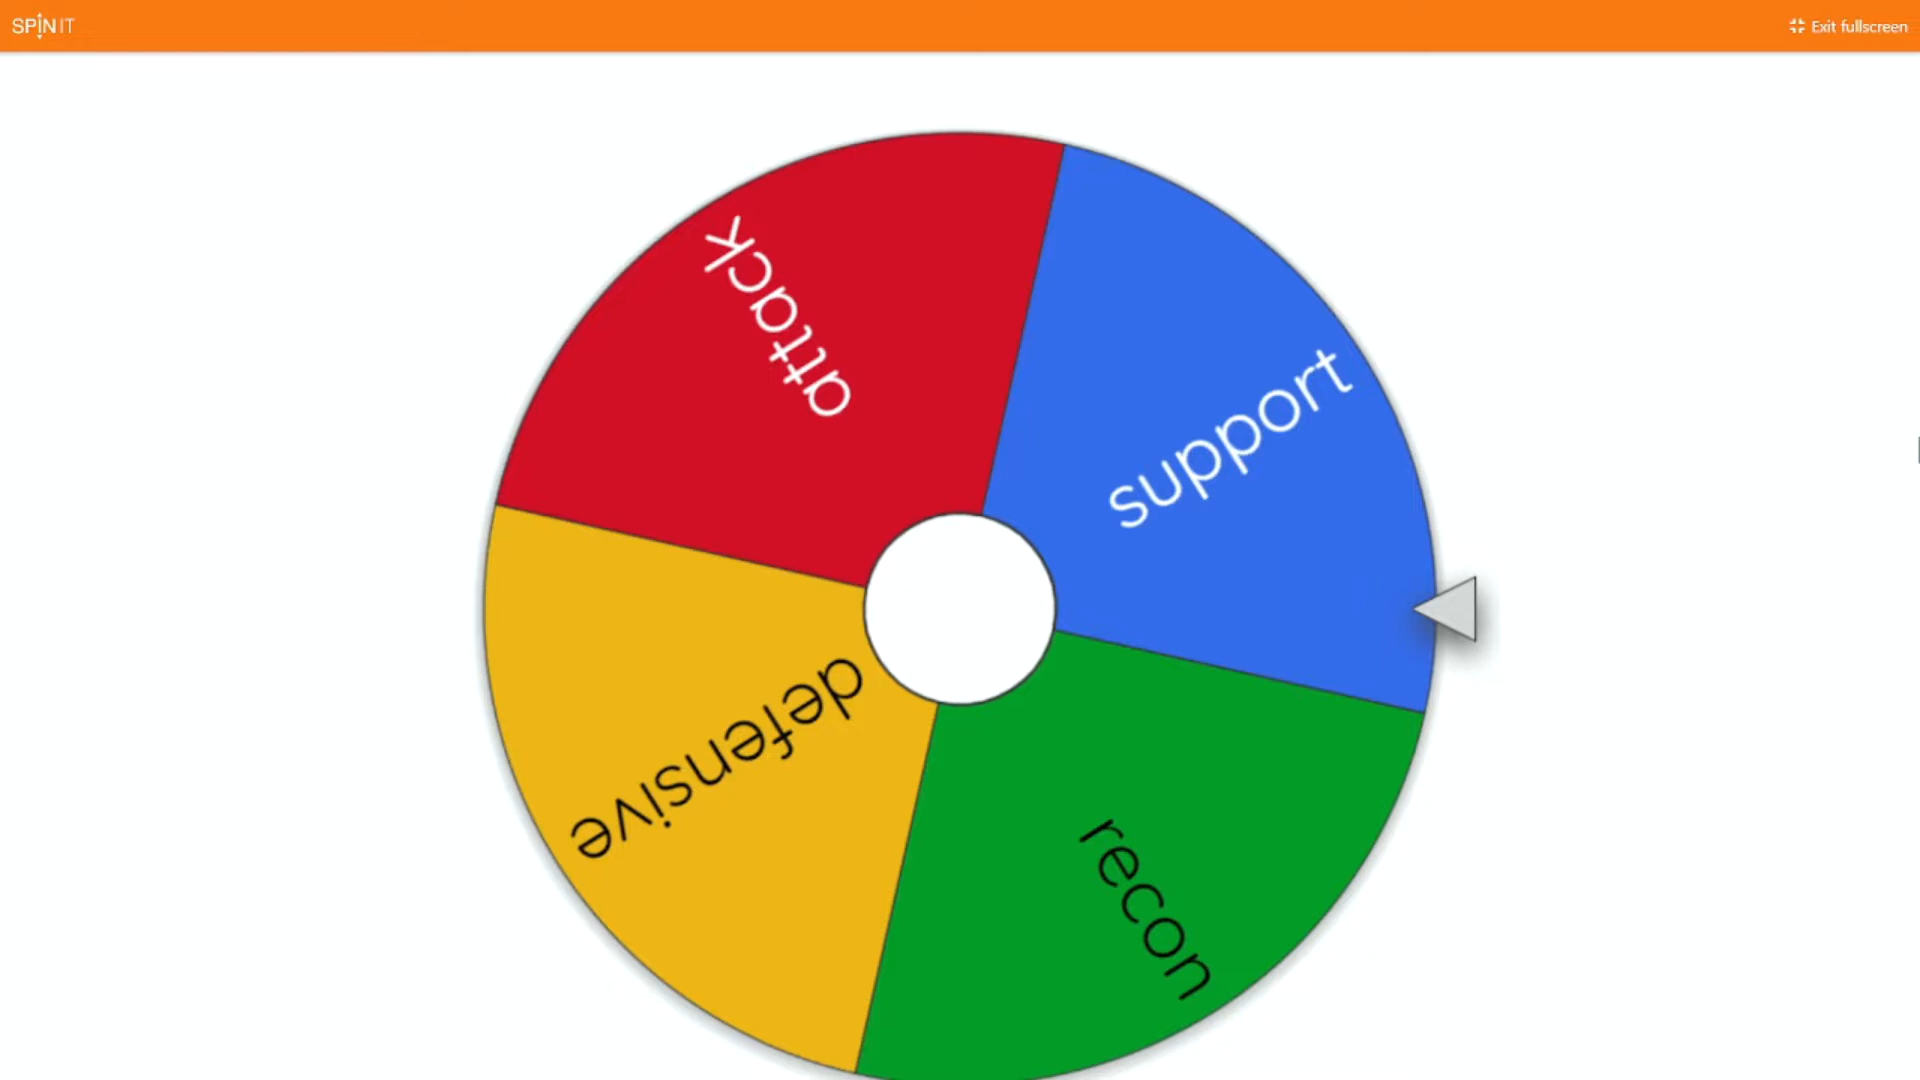 SPIN IT
Exit fullscreen
attack
support
defensive
recon